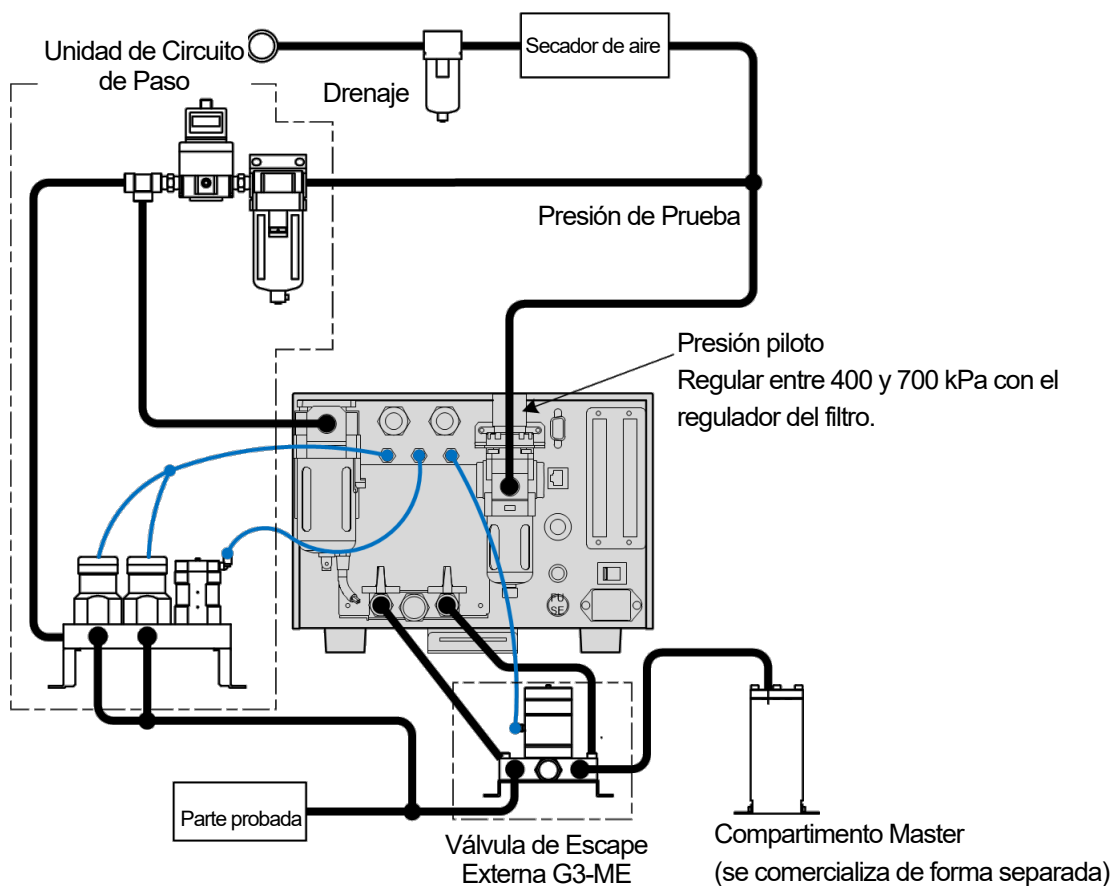 Unidad de Circuito
de Paso
Drenaje
Secador de aire
Presión de Prueba
Presión piloto
Regular entre 400 y 700 kPa con el
regulador del filtro.
FU
SE
Parte probada
Válvula de Escape
Externa G3-ME
Compartimento Master
(se comercializa de forma separada)